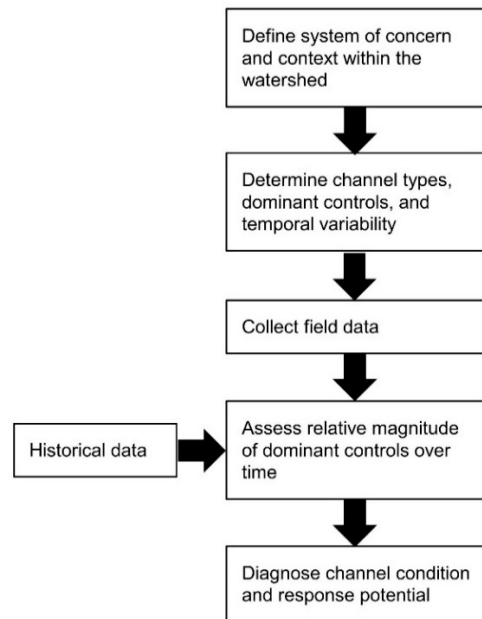 Define system of concern
and context within the
watershed
Determine channel types,
dominant controls, and
temporal variability
Collect field data
Historical data
Assess relative magnitude
of dominant controls over
time
Diagnose channel condition
and response potential